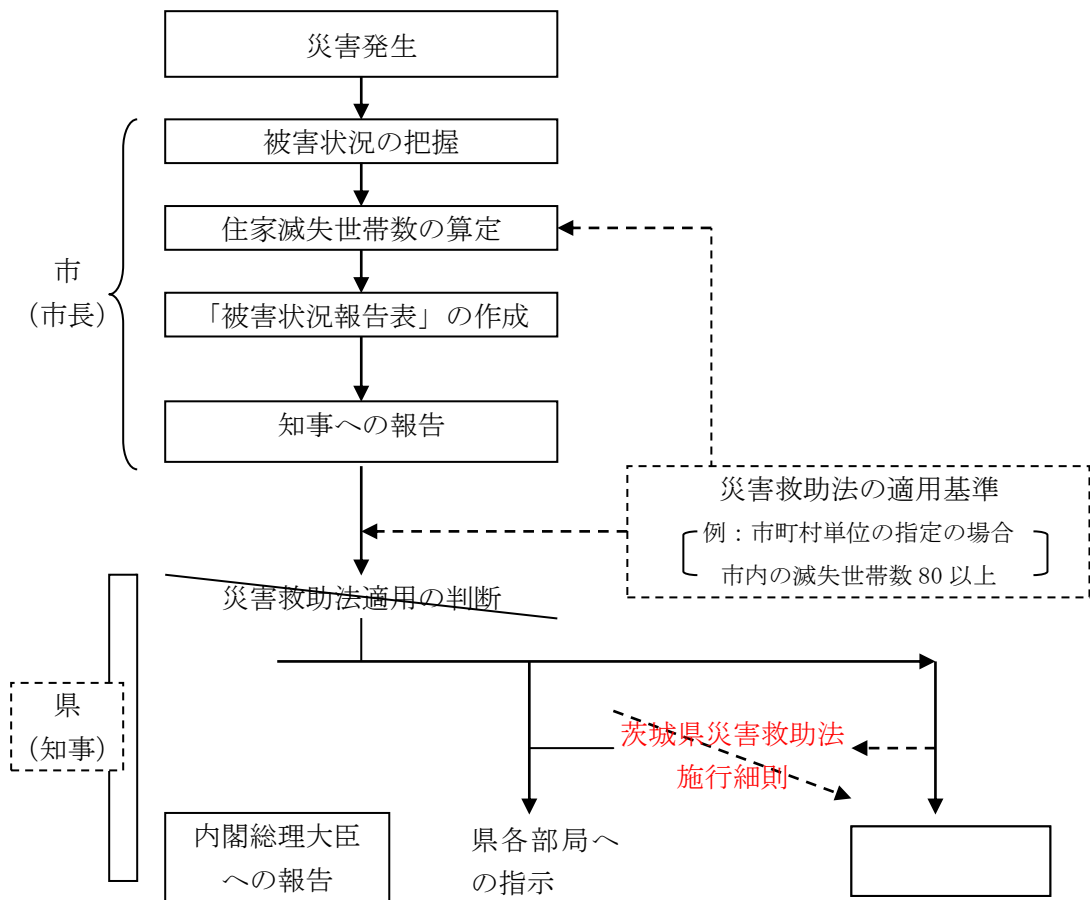 災害発生
被害状況の把握
住家滅失世帯数の算定
市
（市長）
「被害状況報告表」の作成
知事への報告
災害救助法の適用基準
例：市町村単位の指定の場合
市内の滅失世帯数 80 以上
災害救助法適用の判断
県
（知事）
茨城県災害救助法
施行細則
内閣総理大臣
への報告
県各部局へ
の指示